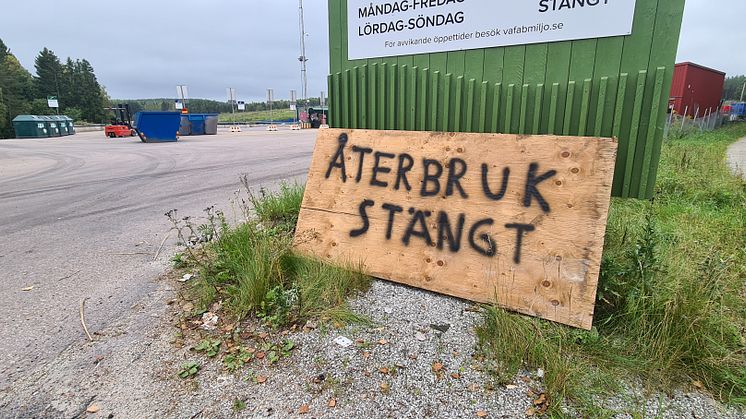 MÅNDAG-FREDAG
STÄNGT
LÖRDAG-SÖNDAG
För avvikande öppettider besök vafabmiljo.se
ÅTERBRUK
STÄNGT